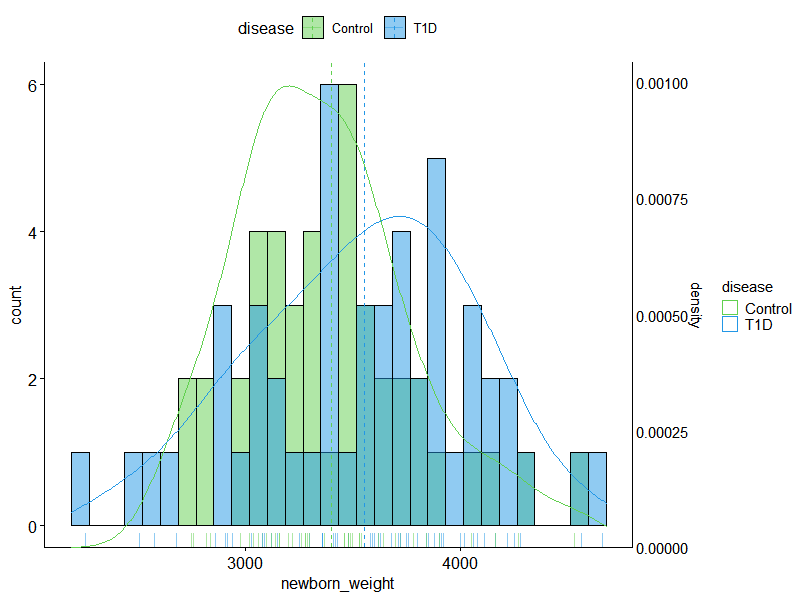 disease Control T1D
6
4
2
0
count
3000 4000
newborn_weight
0.00100
0.00075
0.00050
0.00025
0.00000
density
disease
Control
T1D